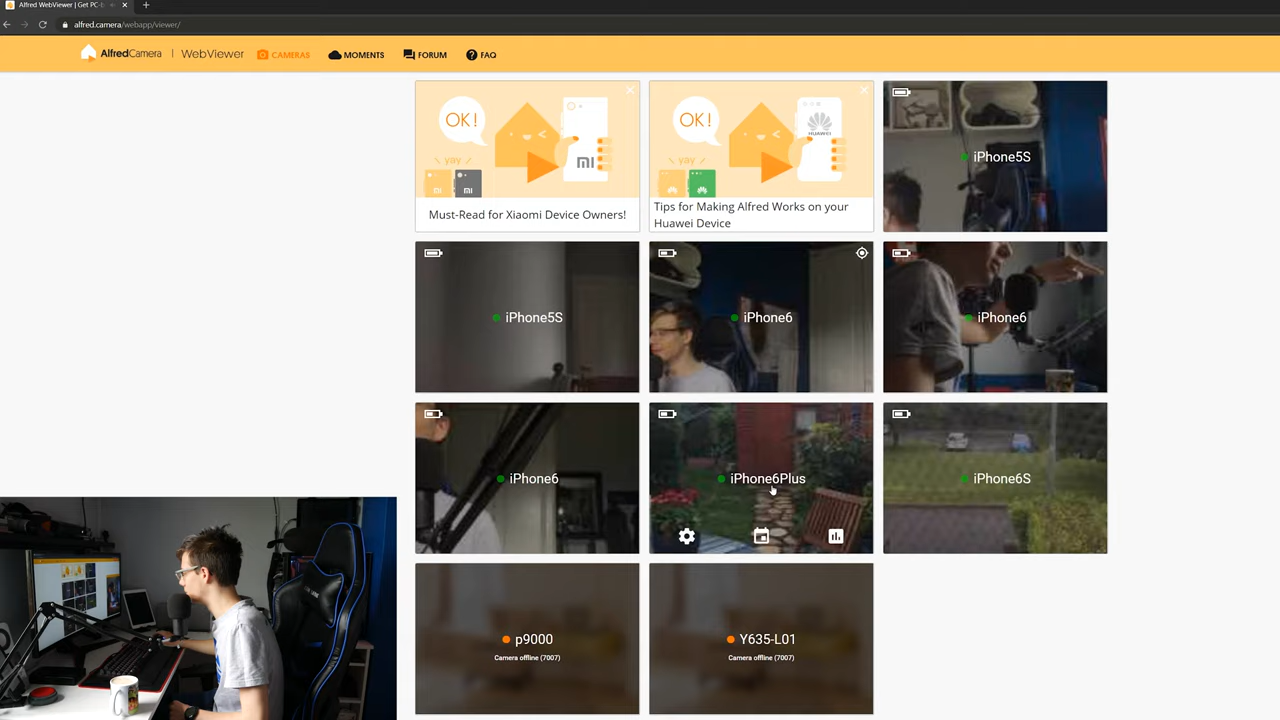 Alfred WebViewer | Get PC-b
alfred.camera/webapp/viewer/
AlfredCamera | WebViewer CAMERAS MOMENTS FORUM FAQ
OK!
yay
mi
Must-Read for Xiaomi Device Owners!
OK!
HUAWEI
yay
Tips for Making Alfred Works on your
Huawei Device
iPhone5S
iPhone5S
iPhone6
iPhone6
iPhone6
iPhone6Plus
iPhone6S
p9000
Camera offline (7007)
Y635-L01
Camera offline (7007)